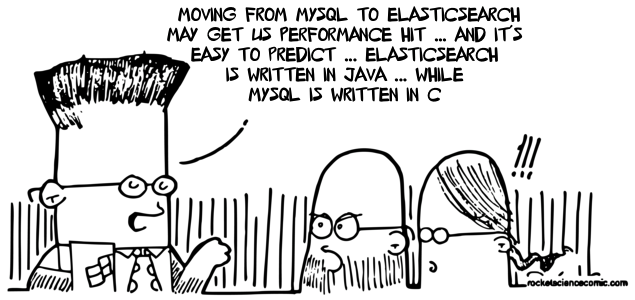 MOVING FROM MYSQL TO ELASTICSEARCH
MAY GET US PERFORMANCE HIT ... AND IT'S
EASY TO PREDICT ... ELASTICSEARCH
IS WRITTEN IN JAVA ... WHILE
MYSQL IS WRITTEN IN C
!!!
rocketsciencecomic.com